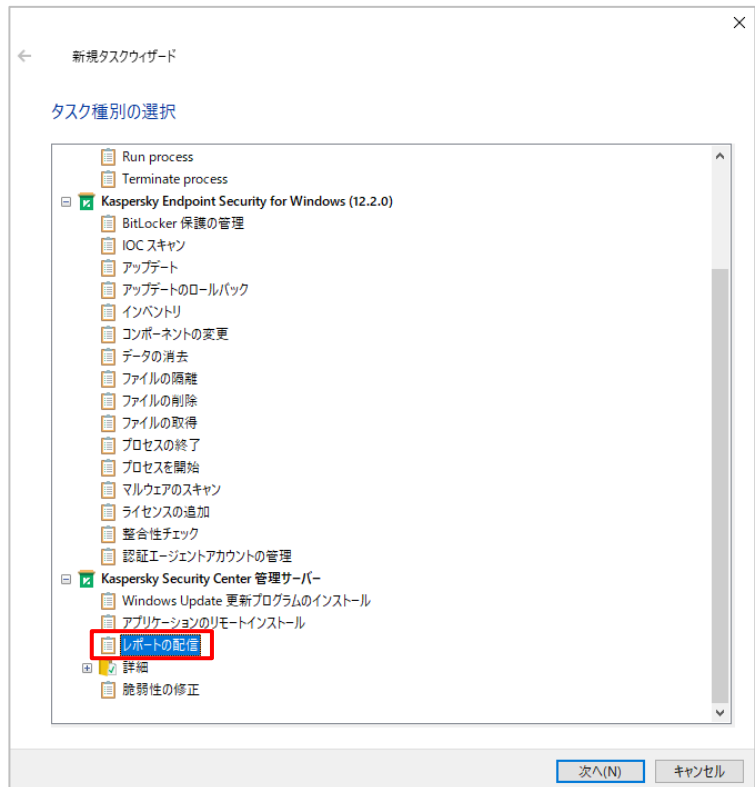 新規タスクウィザード
タスク種別の選択
Run process
Terminate process
Kaspersky Endpoint Security for Windows (12.2.0)
BitLocker 保護の管理
IOC スキャン
アップデート
アップデートのロールバック
インベントリ
コンポーネントの変更
データの消去
ファイルの隔離
ファイルの削除
ファイルの取得
プロセスの終了
プロセスを開始
マルウェアのスキャン
ライセンスの追加
整合性チェック
認証エージェントアカウントの管理
Kaspersky Security Center 管理サーバー
Windows Update 更新プログラムのインストール
アプリケーションのリモートインストール
レポートの配信
詳細
脆弱性の修正
次へ(N) キャンセル